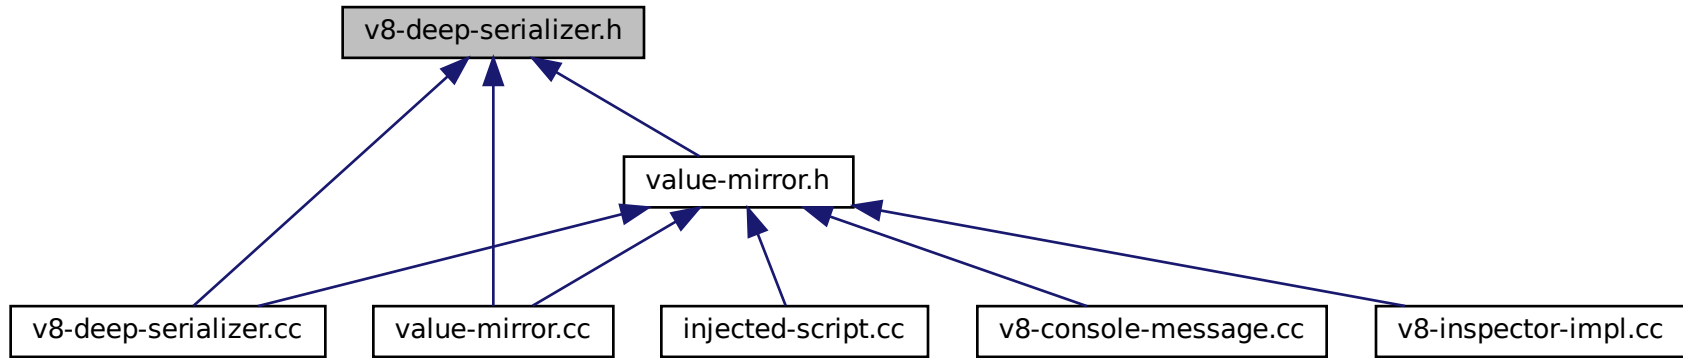 v8-deep-serializer.h
value-mirror.h
v8-deep-serializer.cc
value-mirror.cc
injected-script.cc
v8-console-message.cc
v8-inspector-impl.cc